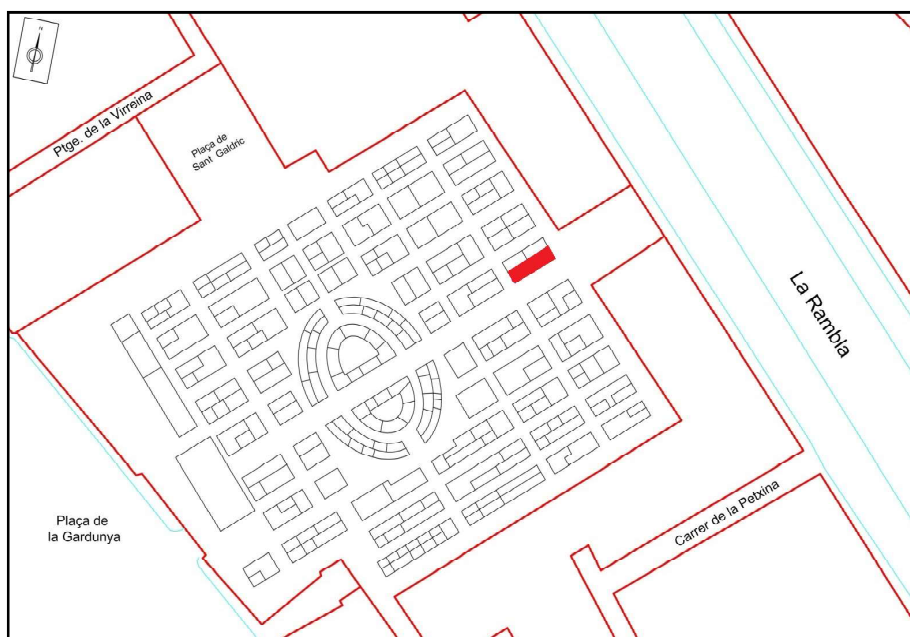 N
Ptge. de la Virreina
Plaça de
Sant Galdric
La Rambla
Plaça de
la Gardunya
Carrer de la Petxina